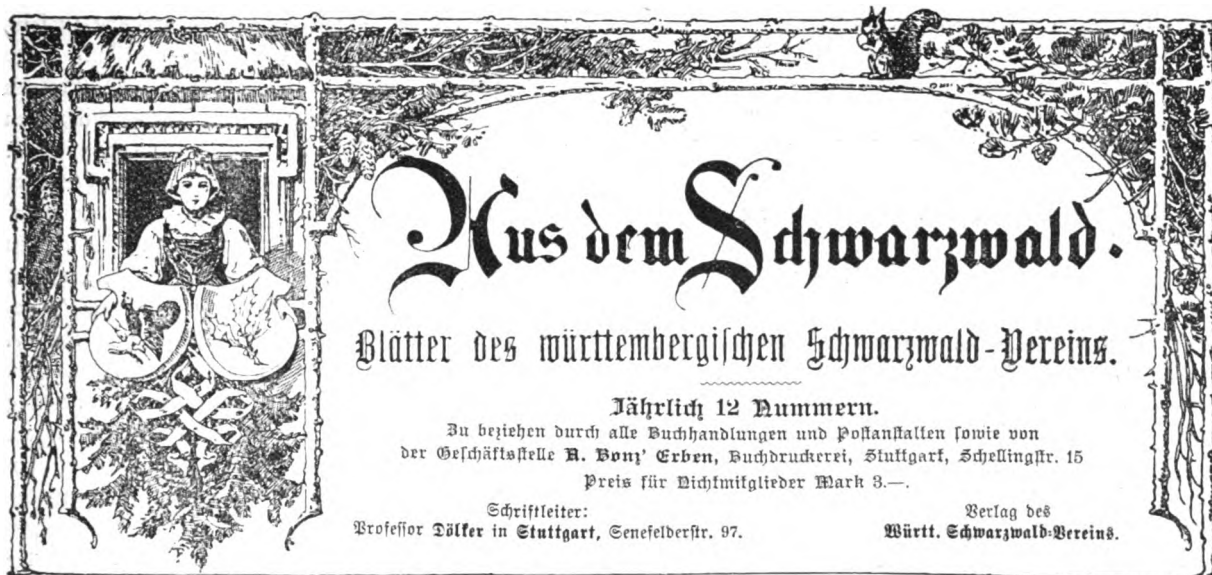 Aus dem Schwarzwald.
Blätter des württembergischen Schwarzwald-Vereins.
Jährlich 12 Nummern.
Zu beziehen durch alle Buchhandlungen und Postanstalten sowie von
der Geschäftsstelle A. Bonz' Erben, Buchdruckerei, Stuttgart, Schellingstr. 15
Preis für Nichtmitglieder Mark 3.—.
Schriftleiter:
Professor Dölker in Stuttgart, Senefelderstr. 97.
Verlag des
Württ. Schwarzwald-Vereins.